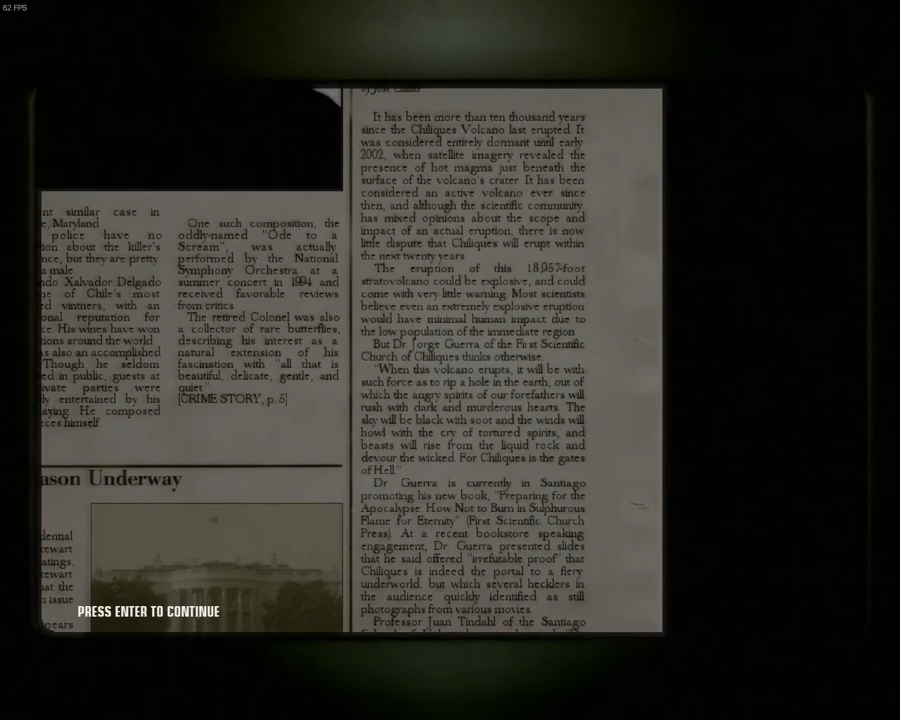 62 FPS
of Jose Chiliis
nt similar case in
e, Maryland
police have no
ion about the killer's
nce, but they are pretty
a male
ndo Xalvador Delgado
ne of Chile's most
ed vintners, with an
onal reputation for
ce His wines have won
tions around the world
s also an accomplished
Though he seldom
ed in public, guests at
ivate parties were
ly entertained by his
aying. He composed
eces himself
One such composition, the
oddly-named "Ode to a
Scream", was actually
performed by the National
Symphony Orchestra at a
summer concert in 1994 and
received favorable reviews
from critics
The retired Colonel was also
a collector of rare butterflies,
describing his interest as a
natural extension of his
fascination with "all that is
beautiful, delicate, gentle, and
quiet"
[CRIME STORY, p. 5]
ason Underway
dential
tewart
atings,
tewart
hat the
n issue
pears
It has been more than ten thousand years
since the Chiliques Volcano last erupted. It
was considered entirely dormant until early
2002, when satellite imagery revealed the
presence of hot magma just beneath the
surface of the volcano's crater. It has been
considered an active volcano ever since
then, and although the scientific community
has mixed opinions about the scope and
impact of an actual eruption, there is now
little dispute that Chiliques will erupt within
the next twenty years
The eruption of this 18,957-foot
stratovolcano could be explosive, and could
come with very little warning. Most scientists
believe even an extremely explosive eruption
would have minimal human impact due to
the low population of the immediate region
But Dr Jorge Guerra of the First Scientific
Church of Chiliques thinks otherwise
"When this volcano erupts, it will be with
such force as to rip a hole in the earth, out of
which the angry spirits of our forefathers will
rush with dark and murderous hearts. The
sky will be black with soot and the winds will
howl with the cry of tortured spirits, and
beasts will rise from the liquid rock and
devour the wicked. For Chiliques is the gates
of Hell."
Dr Guerra is currently in Santiago
promoting his new book, "Preparing for the
Apocalypse: How Not to Burn in Sulphurous
Flame for Eternity" (First Scientific Church
Press). At a recent bookstore speaking
engagement, Dr. Guerra presented slides
that he said offered "irrefutable proof" that
Chiliques is indeed the portal to a fiery
underworld, but which several hecklers in
the audience quickly identified as still
photographs from various movies.
Professor Juan Tindahl of the Santiago
PRESS ENTER TO CONTINUE